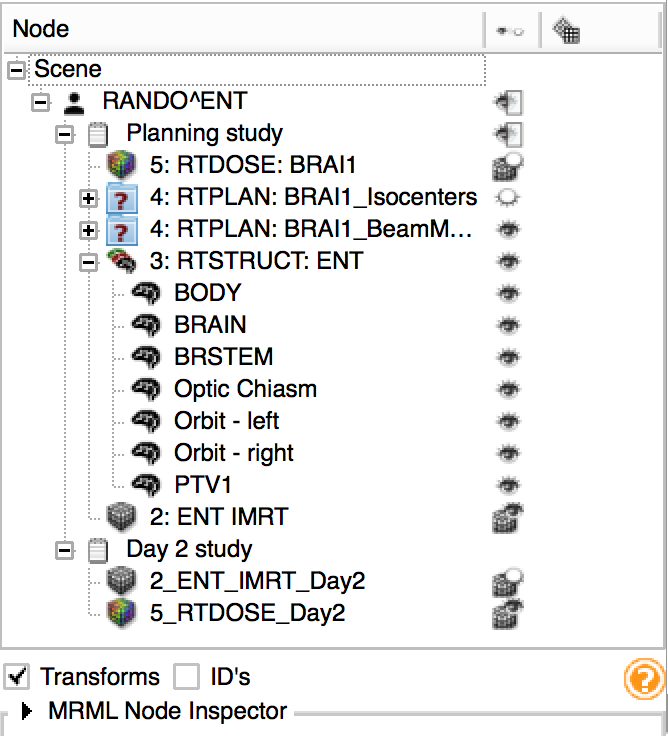 Node
Scene
RANDO^ENT
Planning study
5: RTDOSE: BRAI1
? 4: RTPLAN: BRAI1_Isocenters
? 4: RTPLAN: BRAI1_BeamM...
3: RTSTRUCT: ENT
BODY
BRAIN
BRSTEM
Optic Chiasm
Orbit - left
Orbit - right
PTV1
2: ENT IMRT
Day 2 study
2_ENT_IMRT_Day2
5_RTDOSE_Day2
Transforms ID's ?
MRML Node Inspector